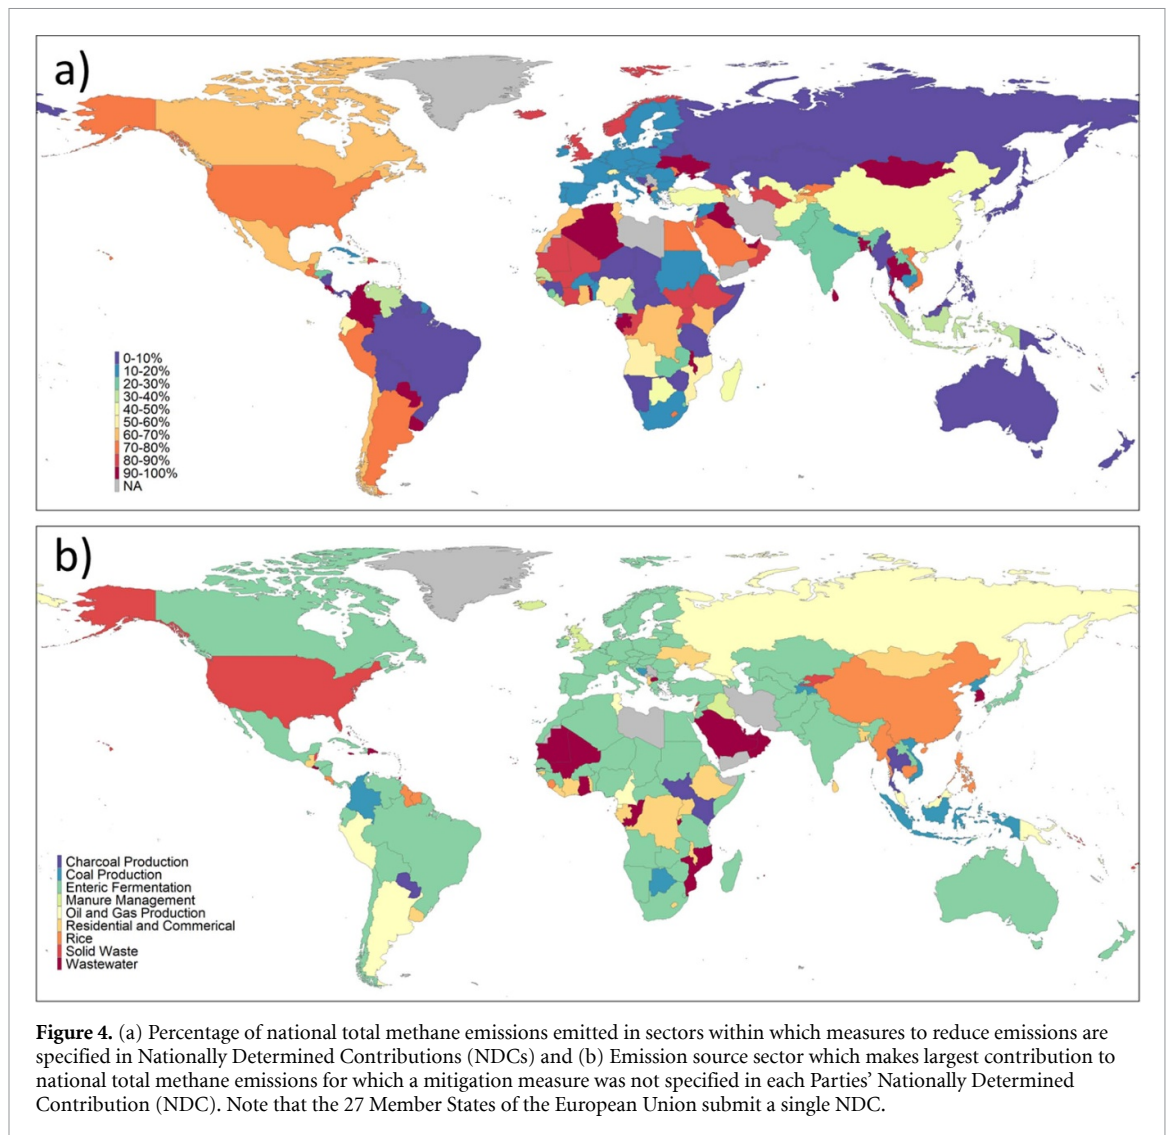 a)
0-10%
10-20%
20-30%
30-40%
40-50%
50-60%
60-70%
70-80%
80-90%
90-100%
NA
b)
Charcoal Production
Coal Production
Enteric Fermentation
Manure Management
Oil and Gas Production
Residential and Commerical
Rice
Solid Waste
Wastewater
Figure 4. (a) Percentage of national total methane emissions emitted in sectors within which measures to reduce emissions are
specified in Nationally Determined Contributions (NDCs) and (b) Emission source sector which makes largest contribution to
national total methane emissions for which a mitigation measure was not specified in each Parties' Nationally Determined
Contribution (NDC). Note that the 27 Member States of the European Union submit a single NDC.